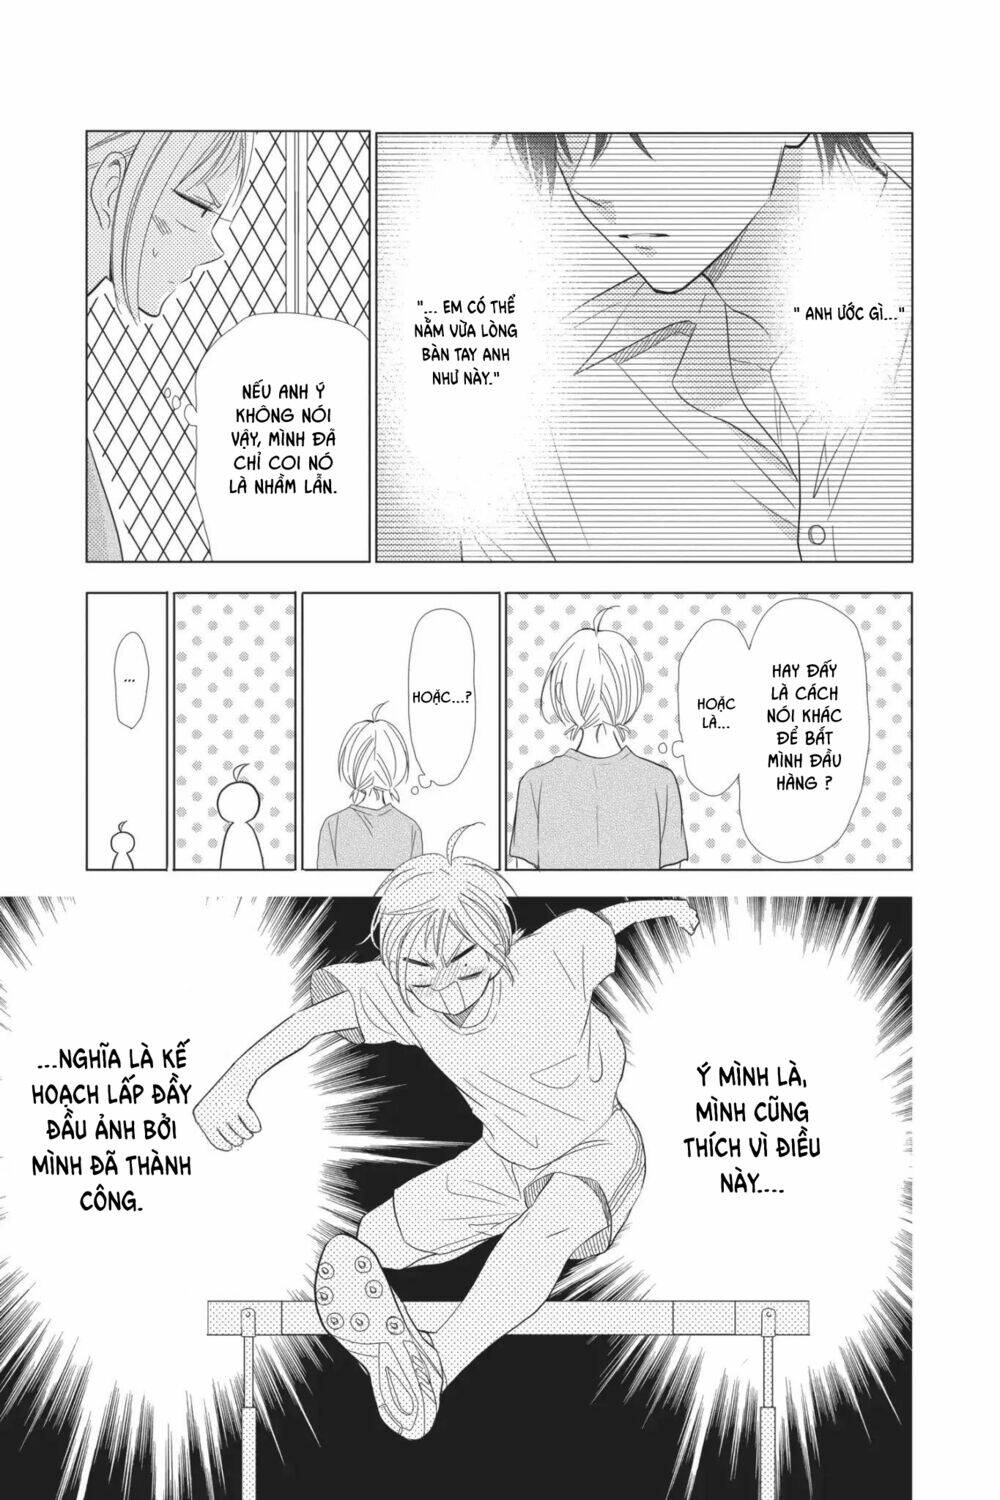 " ANH ƯỚC GÌ..."
"... EM CÓ THỂ
NẰM VỪA LÒNG
BÀN TAY ANH
NHƯ NÀY."
NẾU ANH Ý
KHÔNG NÓI
VẬY, MÌNH ĐÃ
CHỈ COI NÓ
LÀ NHẦM LẪN.
HAY ĐẤY
LÀ CÁCH
NÓI KHÁC
ĐỂ BẮT
MÌNH ĐẦU
HÀNG ?
HOẶC
LÀ...
HOẶC...?
...
Ý MÌNH LÀ,
MÌNH CŨNG
THÍCH VÌ ĐIỀU
NÀY....
...NGHĨA LÀ KẾ
HOẠCH LẤP ĐẦY
ĐẦU ẢNH BỞI
MÌNH ĐÃ THÀNH
CÔNG.